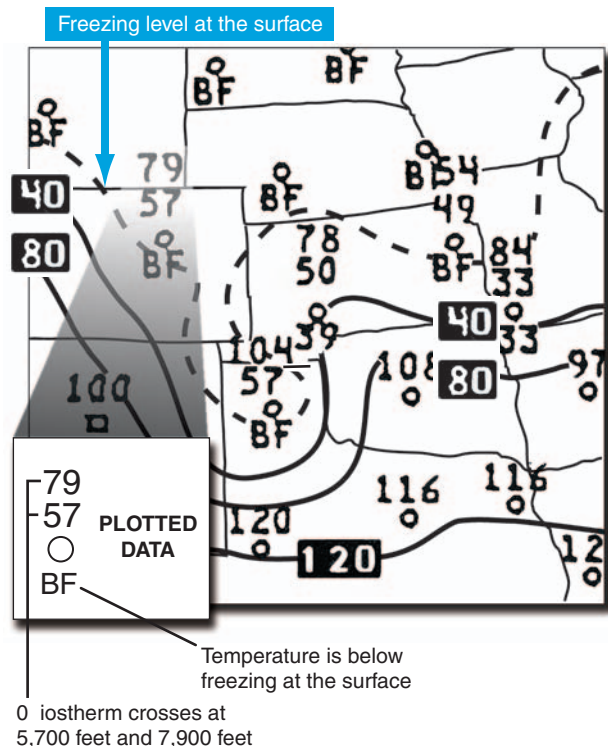 Freezing level at the surface
BF
BF
BF
79
57
BF
40
80
BF
78
50
BF
54
49
BF
84
33
33
40
80
39
104
57
BF
108
97
100
116
116
120
120
12
79
57
BF
PLOTTED
DATA
Temperature is below
freezing at the surface
0 iostherm crosses at
5,700 feet and 7,900 feet